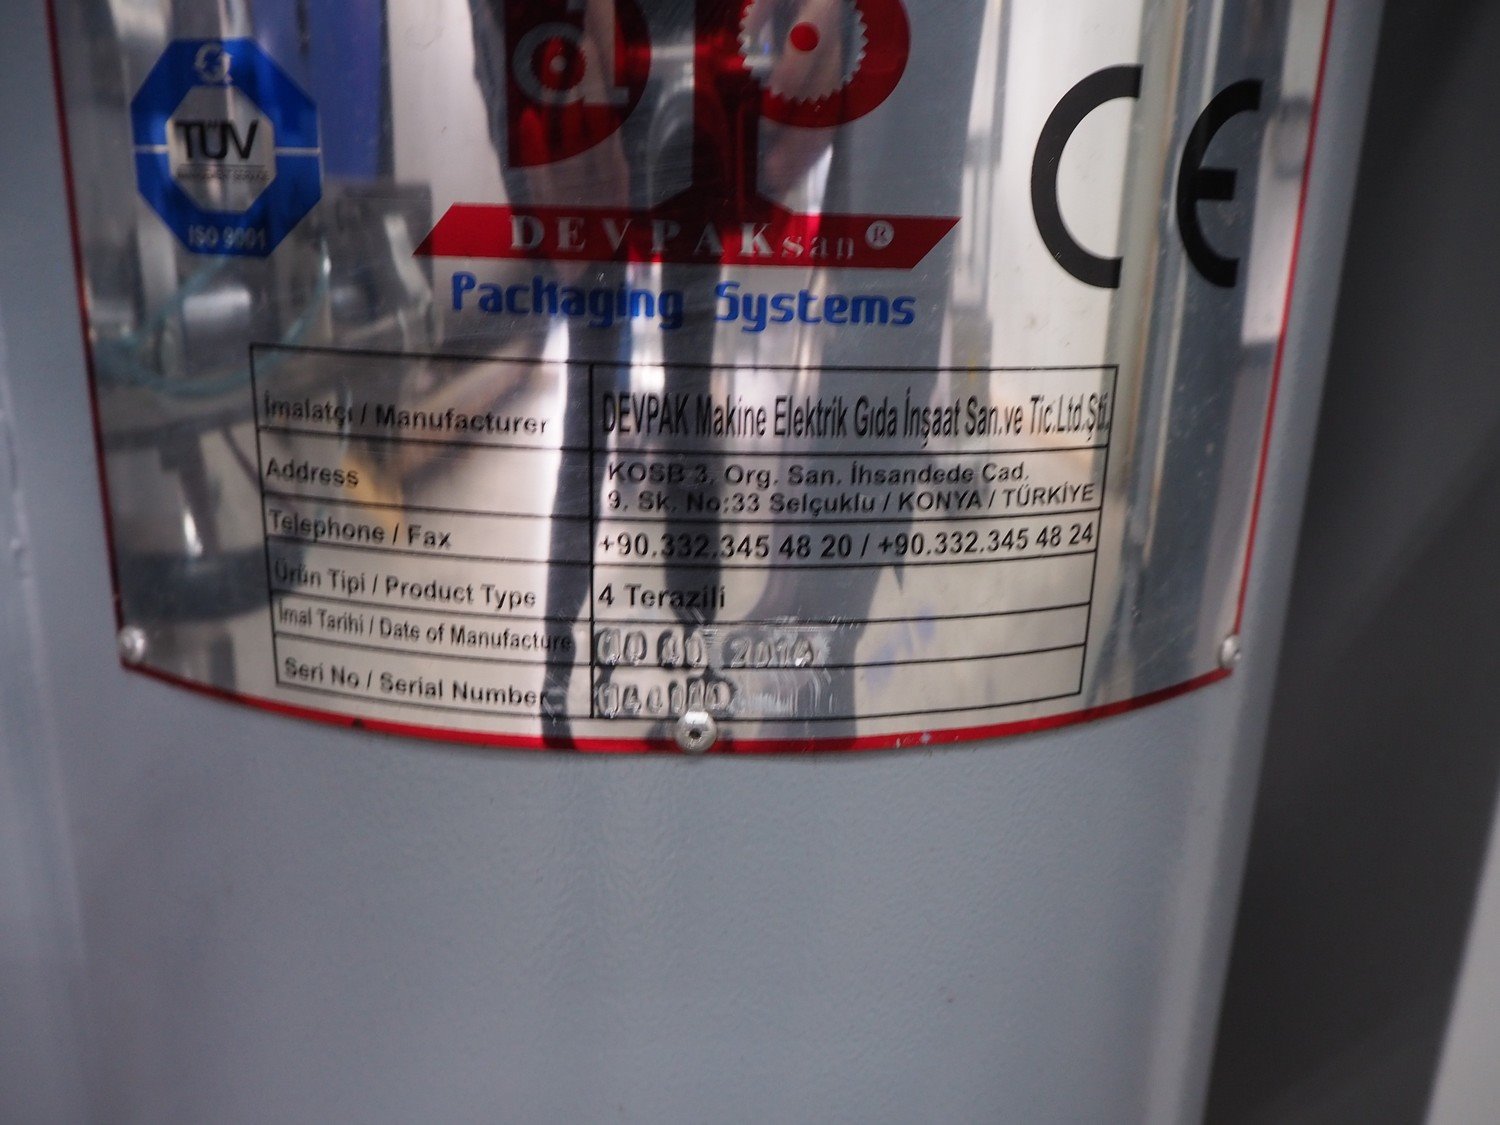 TÜV
ISO 9001
DEVPAKsan®
Packaging Systems
CE
İmalatçı / Manufacturer DEVPAK Makine Elektrik Gıda İnşaat San.ve Tic.Ltd.Şti.
Address KOSB 3. Org. San. İhsandede Cad.
9. Sk. No:33 Selçuklu / KONYA / TÜRKİYE
Telephone / Fax +90.332.345 48 20 / +90.332.345 48 24
Ürün Tipi / Product Type 4 Terazili
İmal Tarihi / Date of Manufacture
Seri No / Serial Number